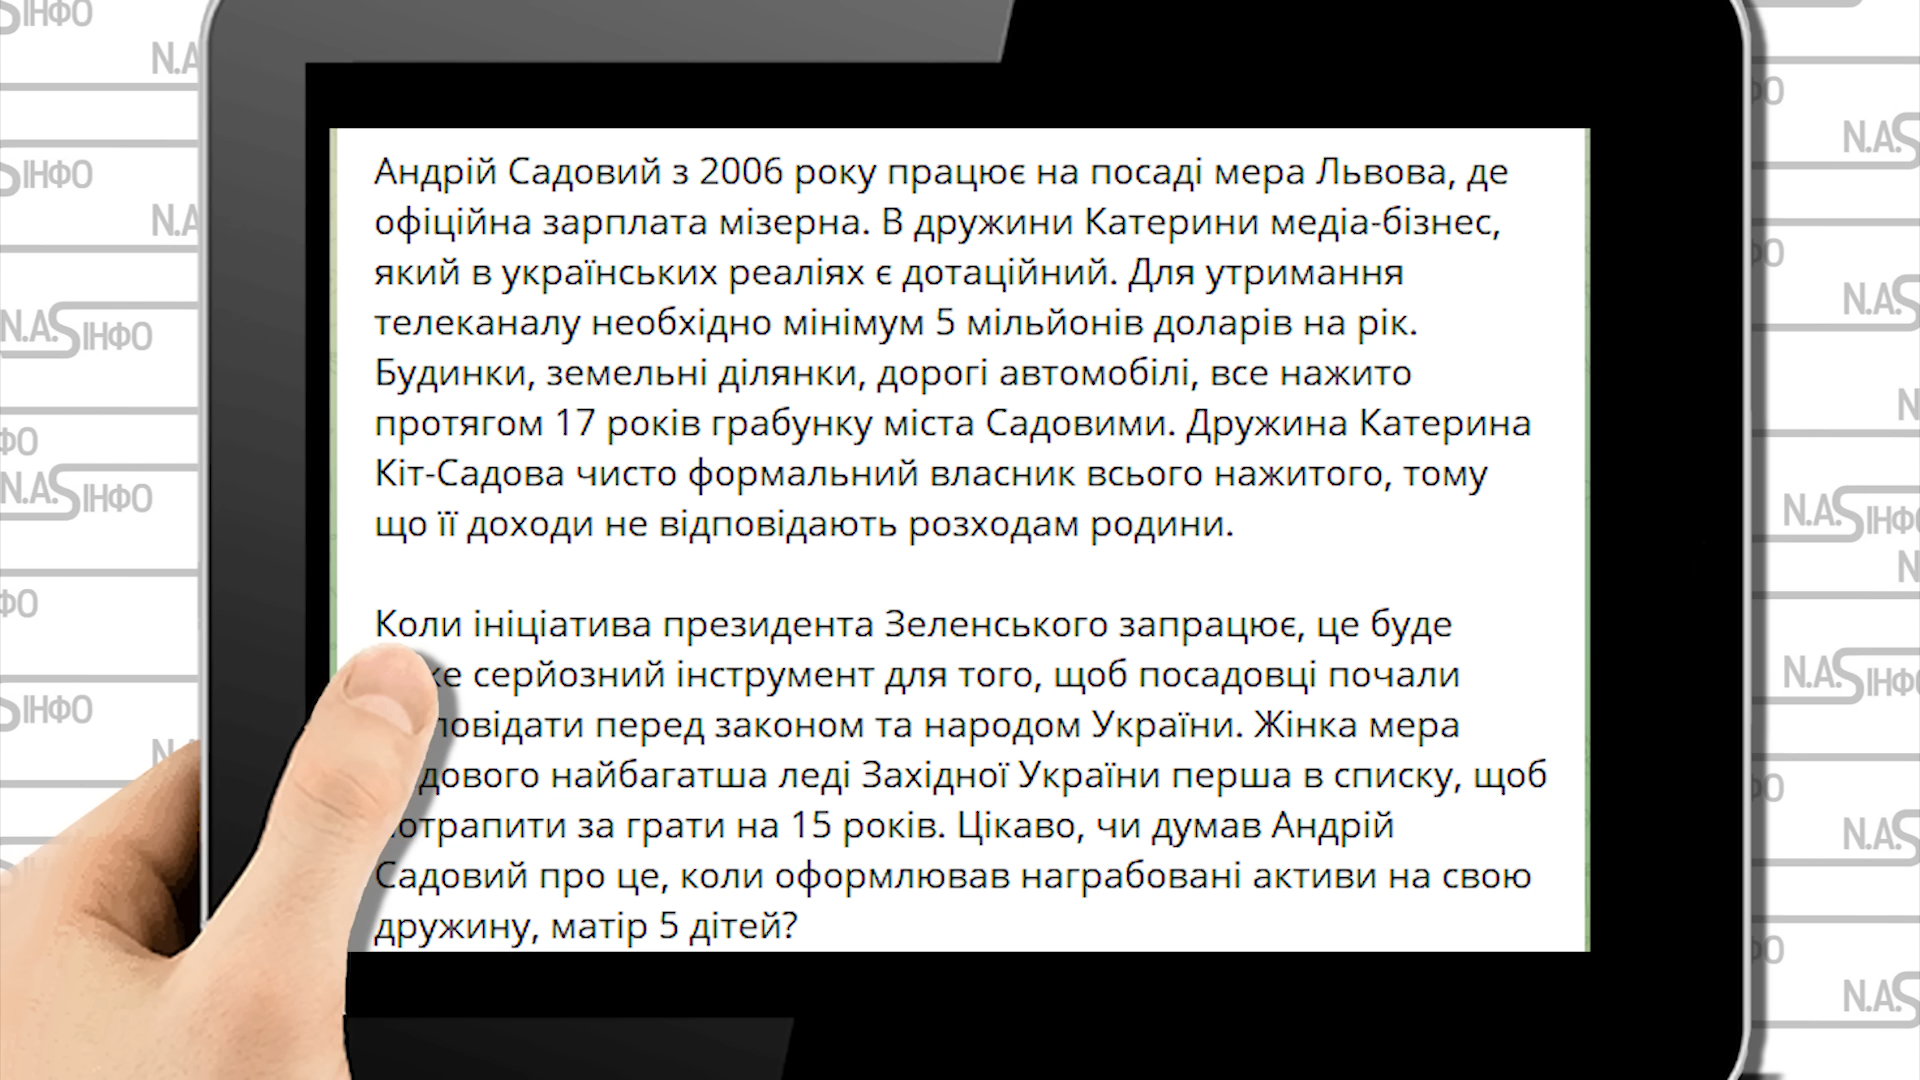 Андрій Садовий з 2006 року працює на посаді мера Львова, де
офіційна зарплата мізерна. В дружини Катерини медіа-бізнес,
який в українських реаліях є дотаційний. Для утримання
телеканалу необхідно мінімум 5 мільйонів доларів на рік.
Будинки, земельні ділянки, дорогі автомобілі, все нажито
протягом 17 років грабунку міста Садовими. Дружина Катерина
Кіт-Садова чисто формальний власник всього нажитого, тому
що її доходи не відповідають розходам родини.
Коли ініціатива президента Зеленського запрацює, це буде
серйозний інструмент для того, щоб посадовці почали
перед законом та народом України. Жінка мера
найбагатша леді Західної України перша в списку, щоб
за грати на 15 років. Цікаво, чи думав Андрій
Садовий про це, коли оформлював награбовані активи на свою
дружину, матір 5 дітей?
N.A.SІНФО
N.A.SІНФО
N.A.SІНФО
N.A.SІНФО